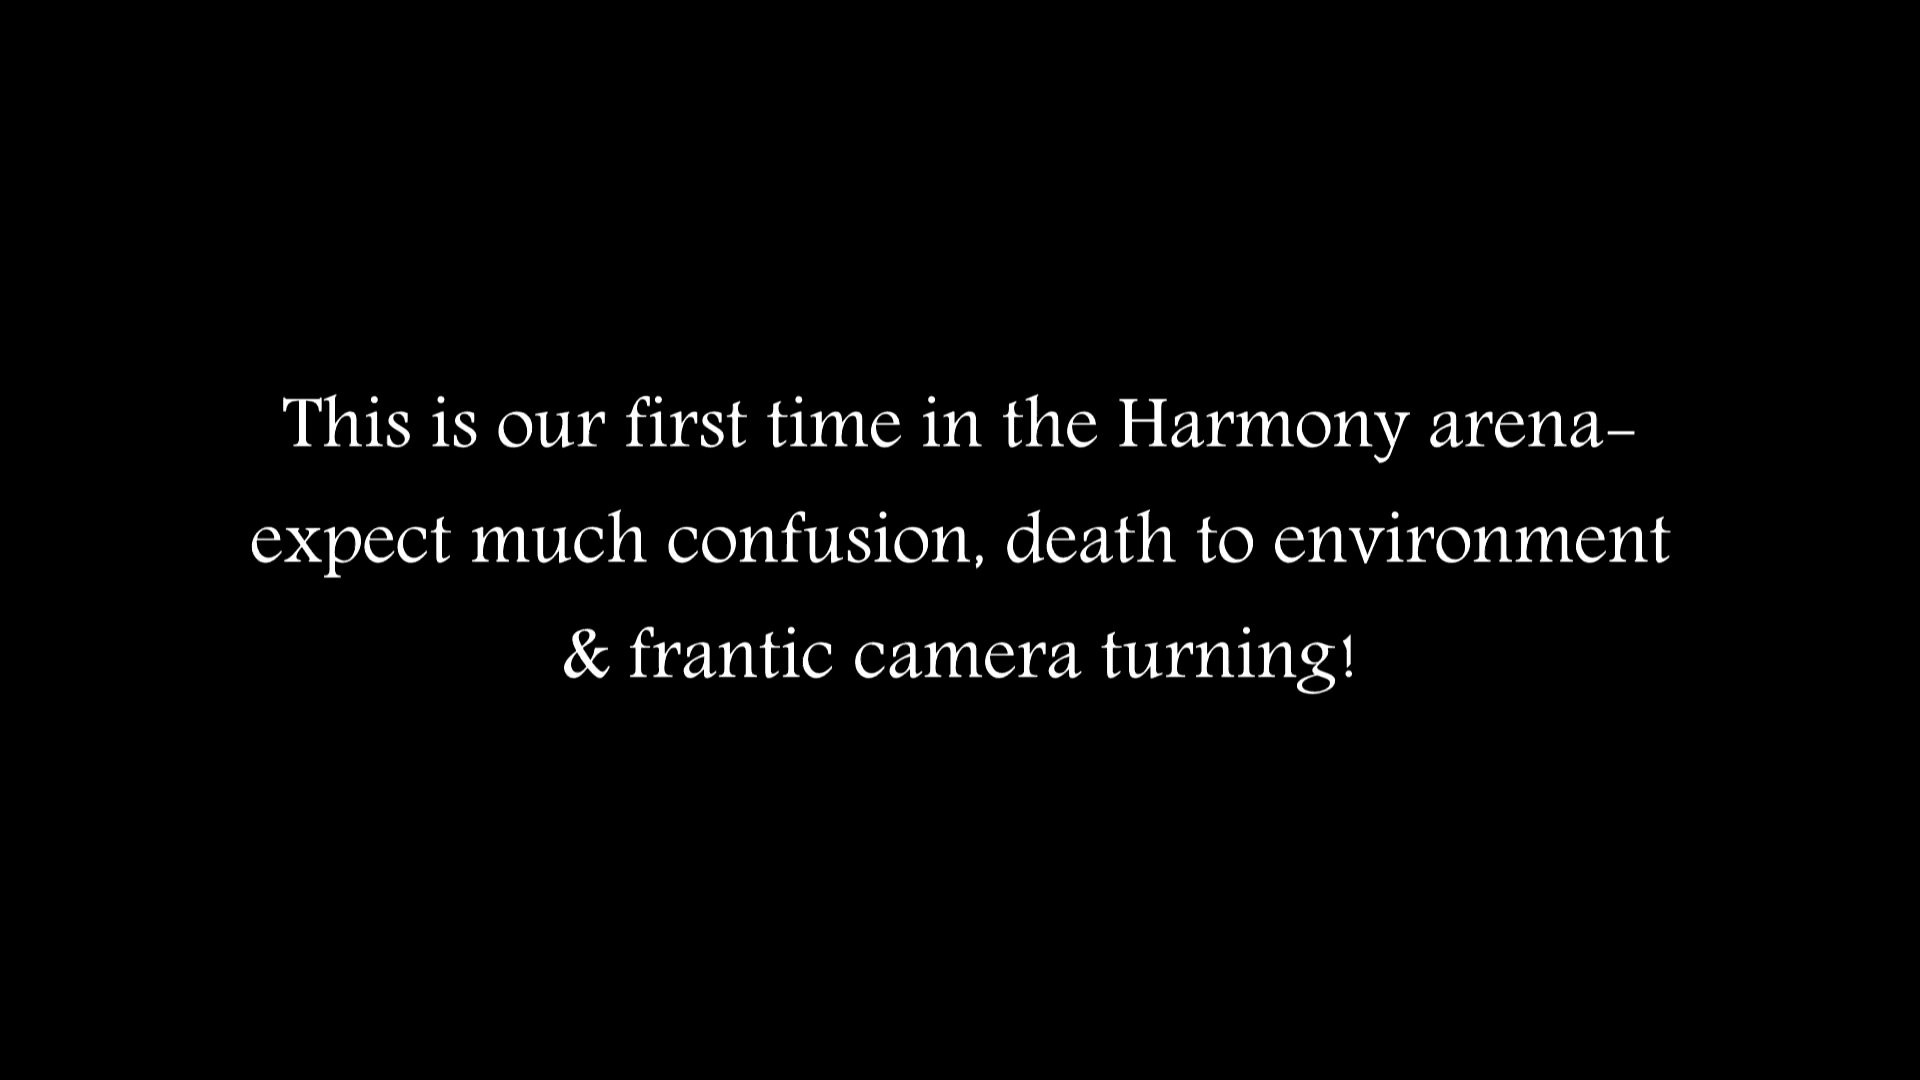 This is our first time in the Harmony arena-
expect much confusion, death to environment
& frantic camera turning!